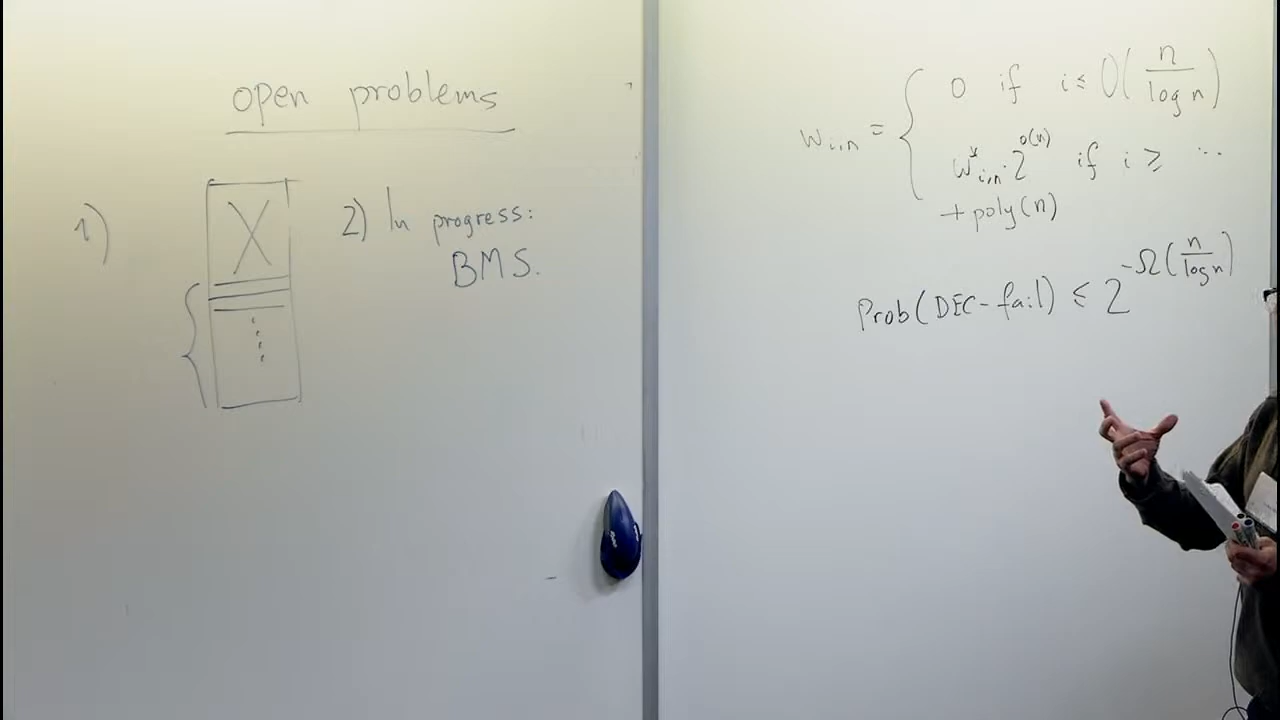 open problems
1)
X
2) In progress:
BMS.
w_{i,n} = { 0 if i ≤ O(n / log n)
w*_{i,n} · 2^{o(n)} if i ≥ ...
+ poly(n)
Prob(DEC-fail) ≤ 2^{-Ω(n / log n)}